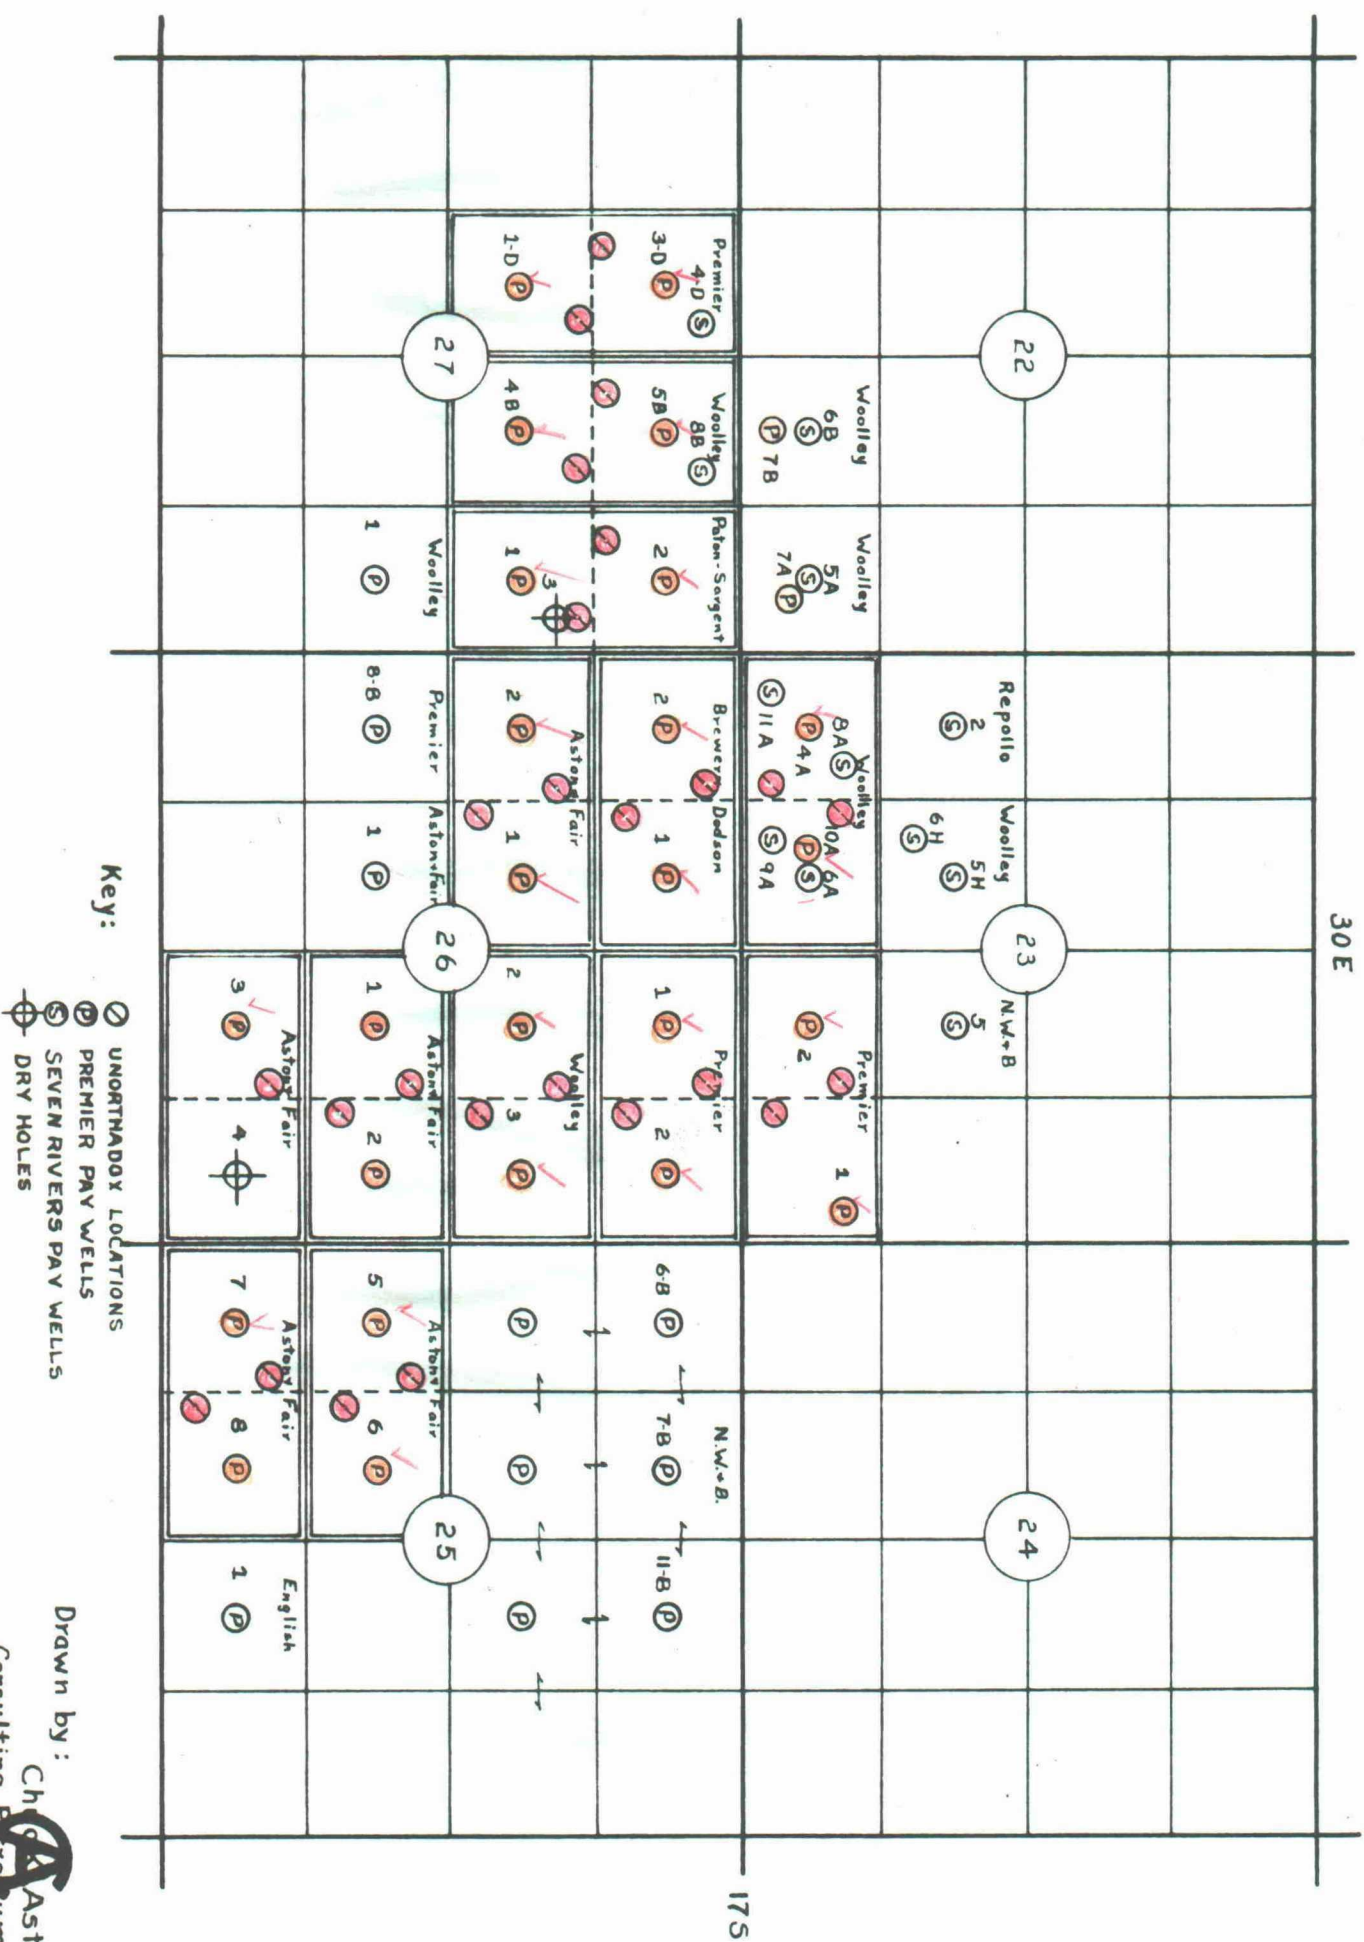 30E
22
23
24
Repollo
2 S
Woolley
5H S
6H S
N.W.+B
5 S
Woolley
6B S
P 7B
Woolley
5A S
7A P
Woolley
8A S
P 4A
S 11A
10A P
6A S
S 9A
Premier
1 P
P 2
17S
Premier
4-D S
3-D P
1-D P
Woolley
8B S
5B P
4B P
Paton-Sargent
2 P
1 P
3
Brewer Dodson
2 P
1 P
Premier
1 P
2 P
N.W.+B.
6-B P
7-B P
11-B P
Aston & Fair
2 P
1 P
Woolley
2 P
3 P
P
P
P
27
26
25
Woolley
1 P
Premier
8-B P
Aston+Fair
1 P
Aston+Fair
1 P
2 P
Aston+Fair
5 P
6 P
Aston+Fair
3 P
4
Aston+Fair
7 P
8 P
English
1 P
Key:
UNORTHADOX LOCATIONS
P PREMIER PAY WELLS
S SEVEN RIVERS PAY WELLS
DRY HOLES
Drawn by: